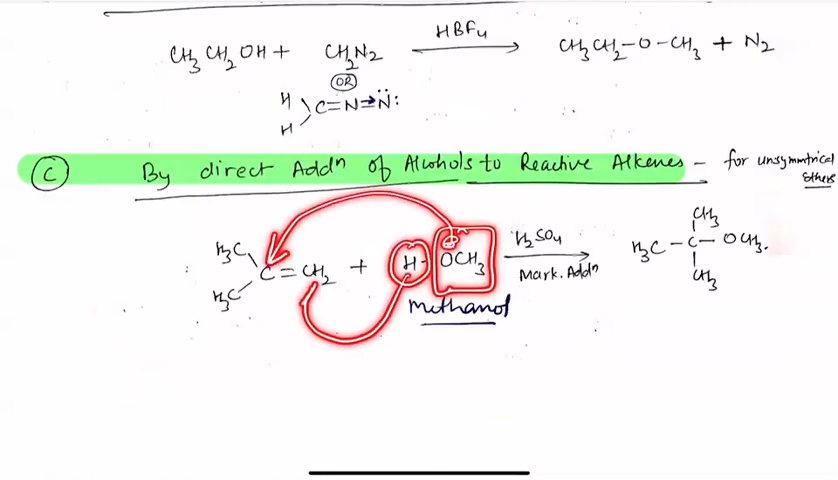 CH3CH2OH + CH2N2 HBF4 → CH3CH2-O-CH3 + N2
OR
H
C=N→N̈:
H
C By direct Addn of Alcohols to Reactive Alkenes - for unsymmtrical
Ethers
H3C CH3
C=CH2 + H-OCH3 H2SO4 → H3C-C-OCH3.
H3C Mark. Addn CH3
Methanol